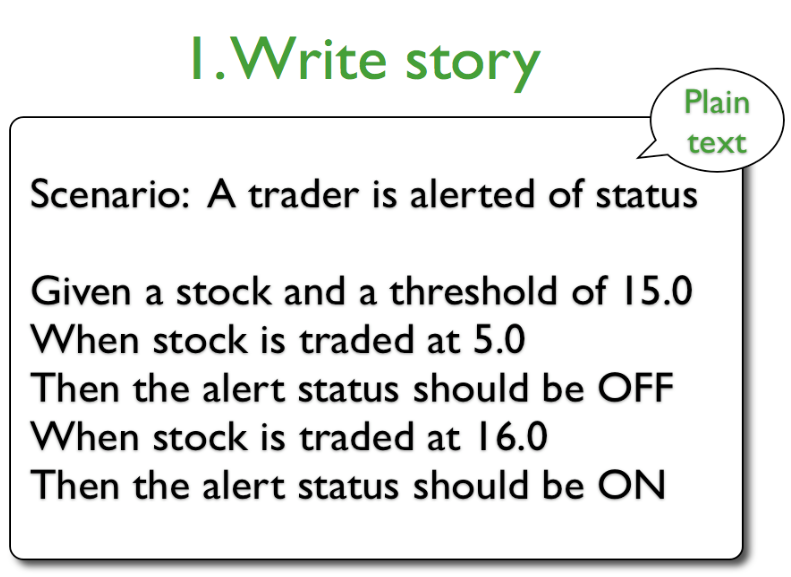 1. Write story
Plain
text
Scenario: A trader is alerted of status
Given a stock and a threshold of 15.0
When stock is traded at 5.0
Then the alert status should be OFF
When stock is traded at 16.0
Then the alert status should be ON